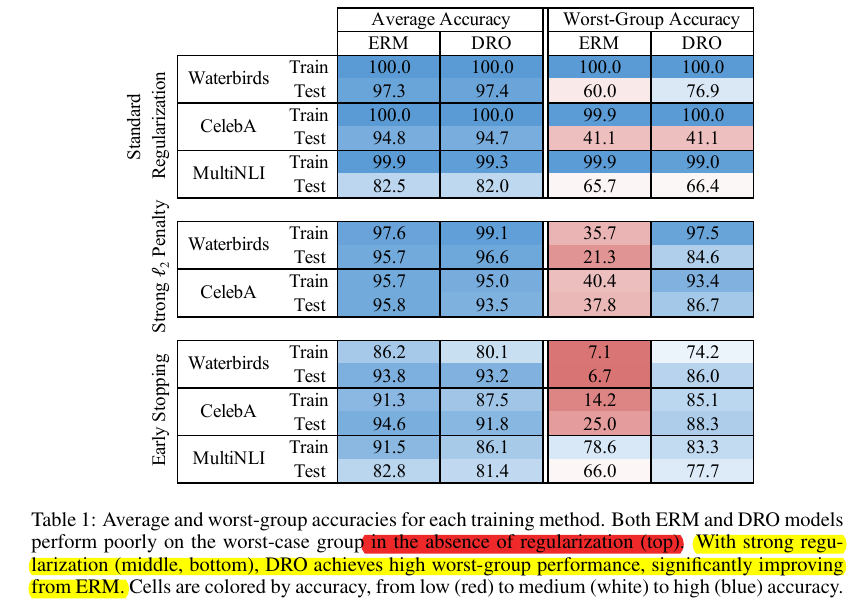 Average Accuracy Worst-Group Accuracy
ERM DRO ERM DRO
Standard Regularization
Waterbirds Train 100.0 100.0 100.0 100.0
Test 97.3 97.4 60.0 76.9
CelebA Train 100.0 100.0 99.9 100.0
Test 94.8 94.7 41.1 41.1
MultiNLI Train 99.9 99.3 99.9 99.0
Test 82.5 82.0 65.7 66.4
Strong ℓ2 Penalty
Waterbirds Train 97.6 99.1 35.7 97.5
Test 95.7 96.6 21.3 84.6
CelebA Train 95.7 95.0 40.4 93.4
Test 95.8 93.5 37.8 86.7
Early Stopping
Waterbirds Train 86.2 80.1 7.1 74.2
Test 93.8 93.2 6.7 86.0
CelebA Train 91.3 87.5 14.2 85.1
Test 94.6 91.8 25.0 88.3
MultiNLI Train 91.5 86.1 78.6 83.3
Test 82.8 81.4 66.0 77.7
Table 1: Average and worst-group accuracies for each training method. Both ERM and DRO models
perform poorly on the worst-case group in the absence of regularization (top). With strong regu-
larization (middle, bottom), DRO achieves high worst-group performance, significantly improving
from ERM. Cells are colored by accuracy, from low (red) to medium (white) to high (blue) accuracy.